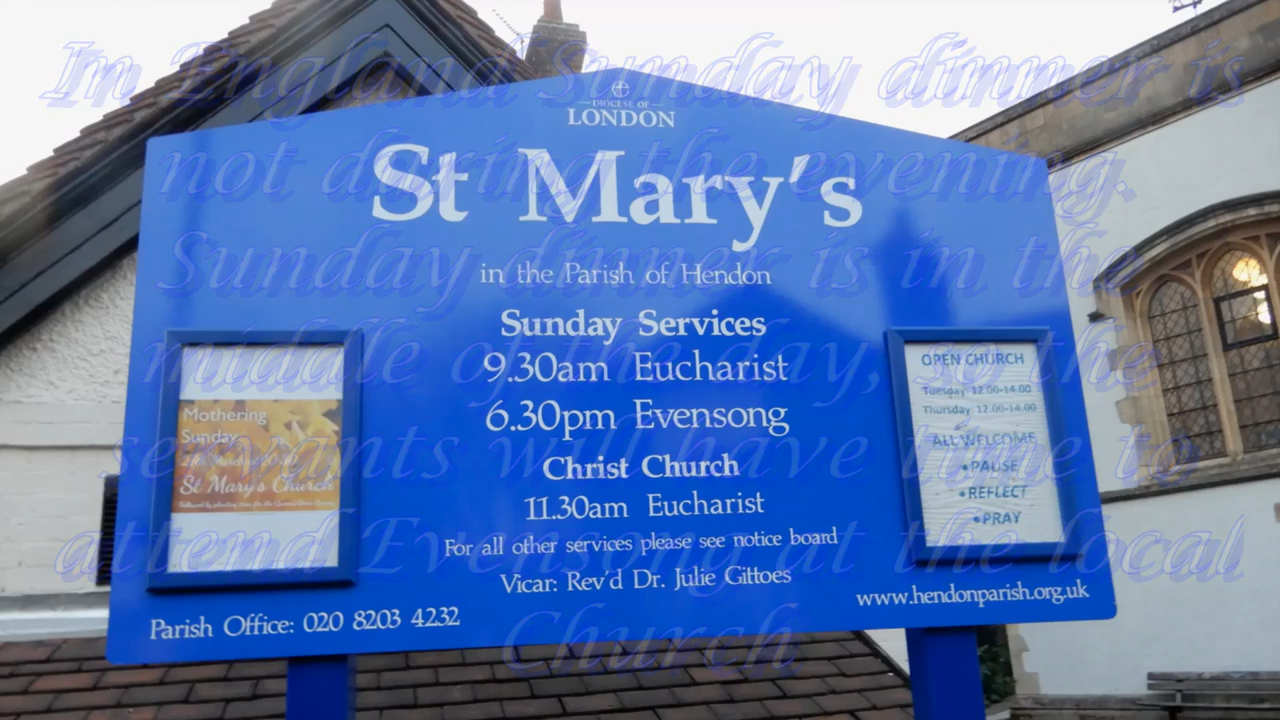 In England Sunday dinner is
not during the evening.
Sunday dinner is in the
middle of the day, so the
servants will have time to
attend Evensong at the local
Church
DIOCESE OF
LONDON
St Mary's
in the Parish of Hendon
Sunday Services
9.30am Eucharist
6.30pm Evensong
Christ Church
11.30am Eucharist
For all other services please see notice board
Vicar: Rev'd Dr. Julie Gittoes
Parish Office: 020 8203 4232
www.hendonparish.org.uk
Mothering
Sunday
St Mary's Church
OPEN CHURCH
Tuesday: 12.00-14.00
Thursday: 12.00-14.00
ALL WELCOME
•PAUSE
•REFLECT
•PRAY